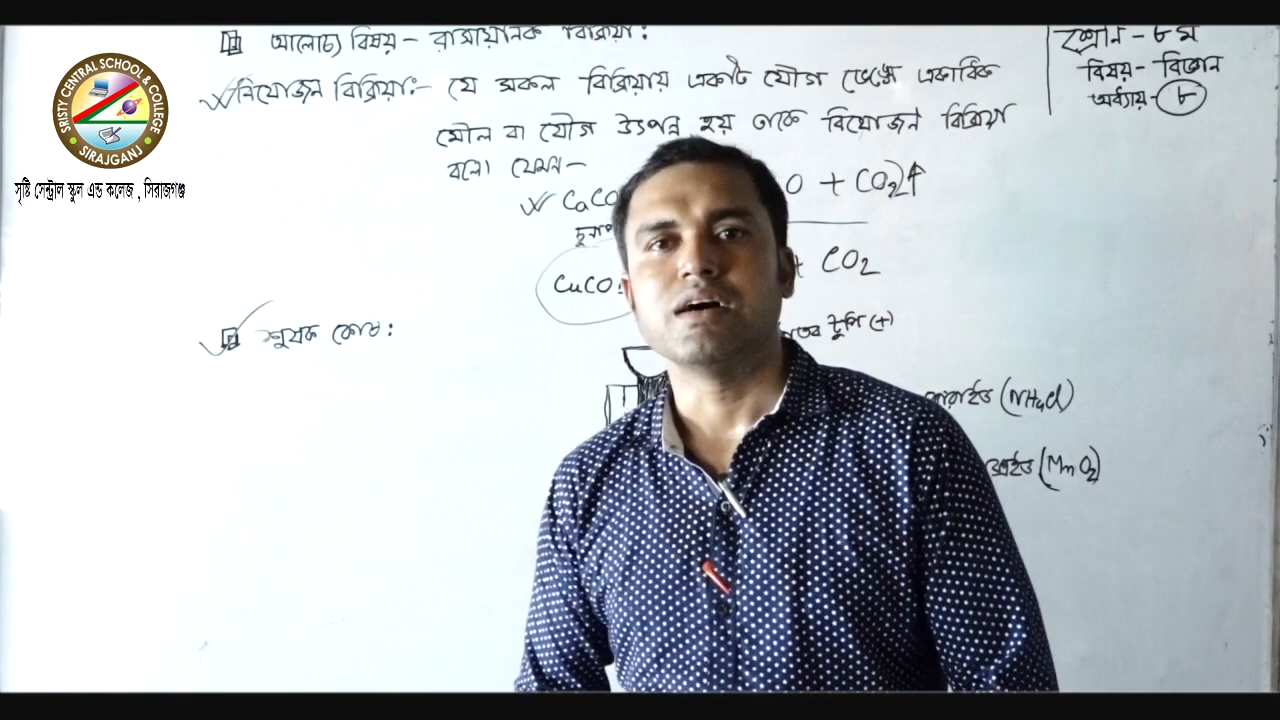 আলোচ্য বিষয় - রাসায়নিক বিক্রিয়া:
শ্রেনি - ৮ম
বিষয় - বিজ্ঞান
অধ্যায় - ৮
বিয়োজন বিক্রিয়া:- যে সকল বিক্রিয়ায় একটি যৌগ ভেঙ্গে একাধিক
মৌল বা যৌগ উৎপন্ন হয় তাকে বিযোজন বিক্রিয়া
বলে। যেমন-
CaCO
O + CO2↑
চুনাপ
CuCO3
+ CO2
শুষ্ক কোষ:
টুপি (+)
(NH4Cl)
(MnO2)
SRISTY CENTRAL SCHOOL & COLLEGE
SIRAJGANJ
সৃষ্টি সেন্ট্রাল স্কুল এন্ড কলেজ , সিরাজগঞ্জ